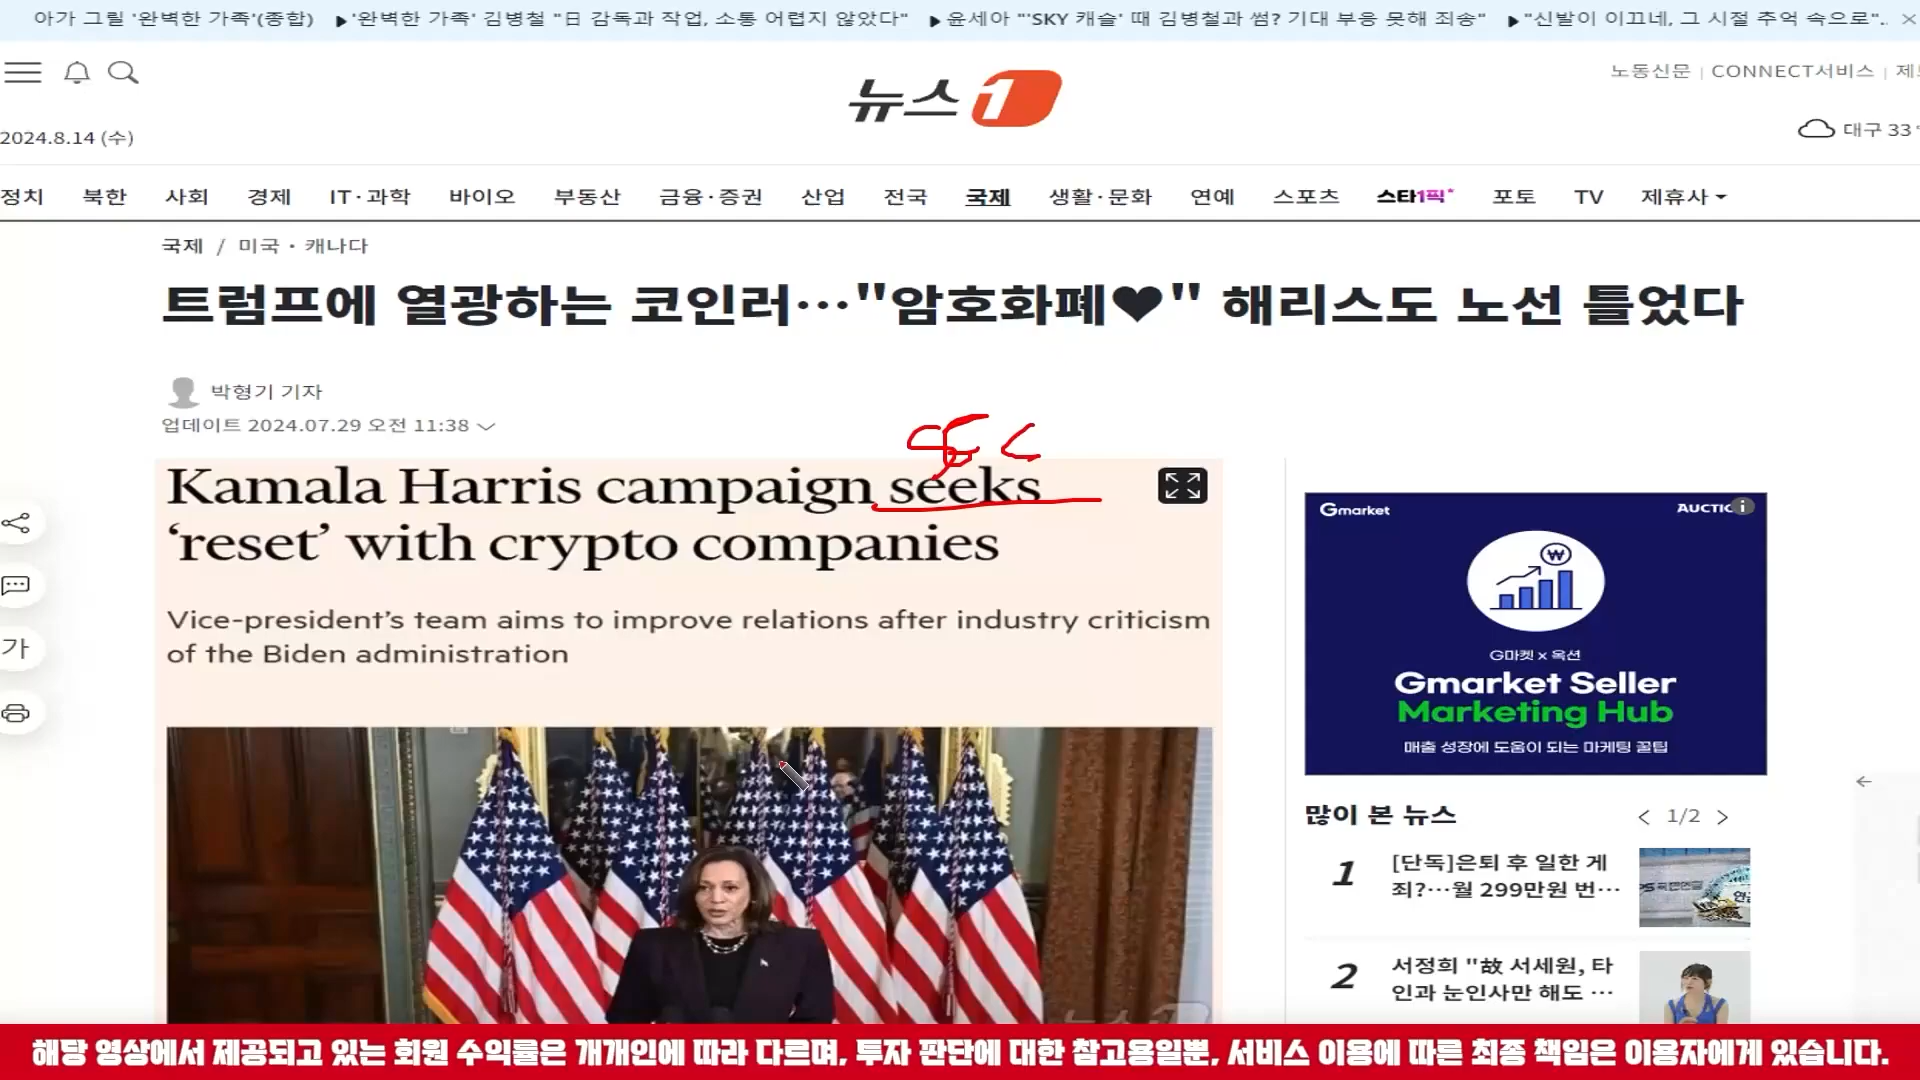 아가 그릴 '완벽한 가족'(종합) ▶'완벽한 가족' 김병철 "日 감독과 작업, 소통 어렵지 않았다" ▶윤세아 "'SKY 캐슬' 때 김병철과 썸? 기대 부응 못해 죄송" ▶"신발이 이끄네, 그 시절 추억 속으로"..
뉴스1
노동신문 | CONNECT서비스 |
2024.8.14 (수)
대구 33
정치 북한 사회 경제 IT·과학 바이오 부동산 금융·증권 산업 전국 국제 생활·문화 연예 스포츠 스타1픽 포토 TV 제휴사
국제 / 미국·캐나다
트럼프에 열광하는 코인러…"암호화폐♥" 해리스도 노선 틀었다
박형기 기자
업데이트 2024.07.29 오전 11:38
SEC
Kamala Harris campaign seeks
‘reset’ with crypto companies
Vice-president’s team aims to improve relations after industry criticism
of the Biden administration
가
Gmarket AUCTIO
G마켓 x 옥션
Gmarket Seller
Marketing Hub
매출 성장에 도움이 되는 마케팅 꿀팁
많이 본 뉴스 < 1/2 >
1 [단독]은퇴 후 일한 게
죄?…월 299만원 번…
2 서정희 "故 서세원, 타
인과 눈인사만 해도 …
해당 영상에서 제공되고 있는 회원 수익률은 개개인에 따라 다르며, 투자 판단에 대한 참고용일뿐, 서비스 이용에 따른 최종 책임은 이용자에게 있습니다.